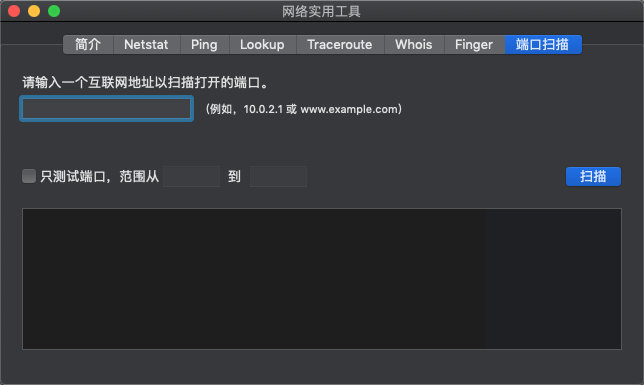 网络实用工具
简介 Netstat Ping Lookup Traceroute Whois Finger 端口扫描
请输入一个互联网地址以扫描打开的端口。
（例如，10.0.2.1 或 www.example.com）
只测试端口，范围从 到 扫描